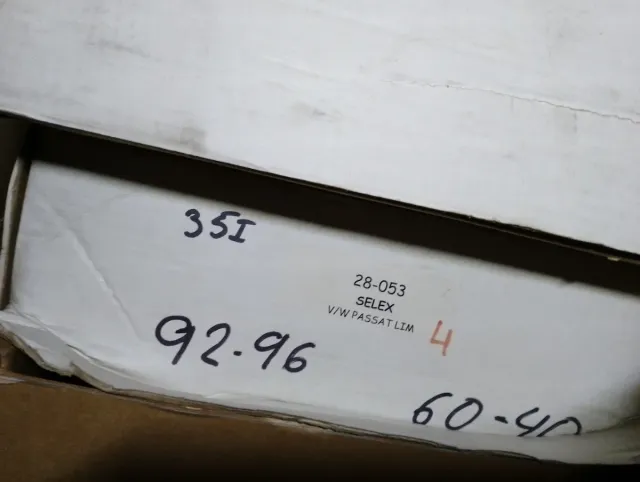 35I
28-053
SELEX
V/W PASSAT LIM
4
92-96
60-40